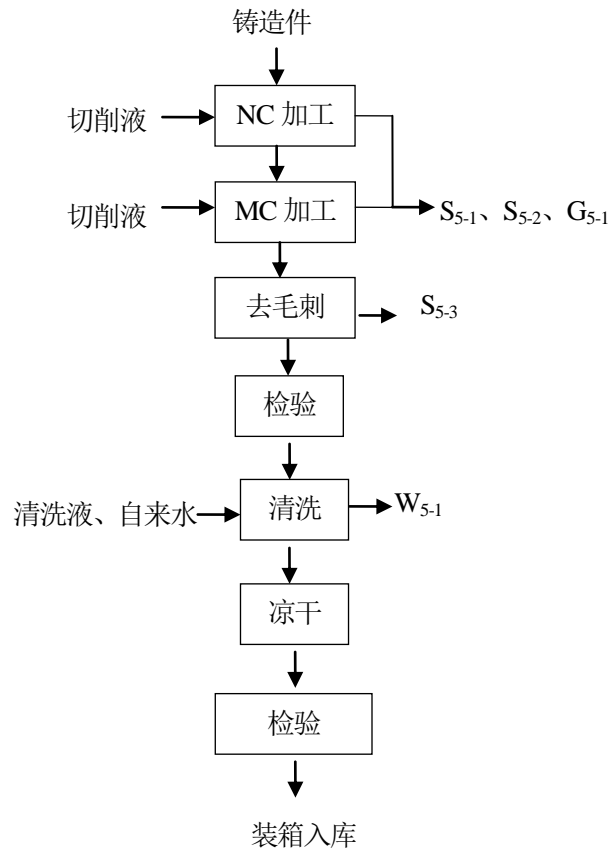 铸造件
切削液
NC 加工
切削液
MC 加工
S5-1、S5-2、G5-1
去毛刺
S5-3
检验
清洗液、自来水
清洗
W5-1
凉干
检验
装箱入库